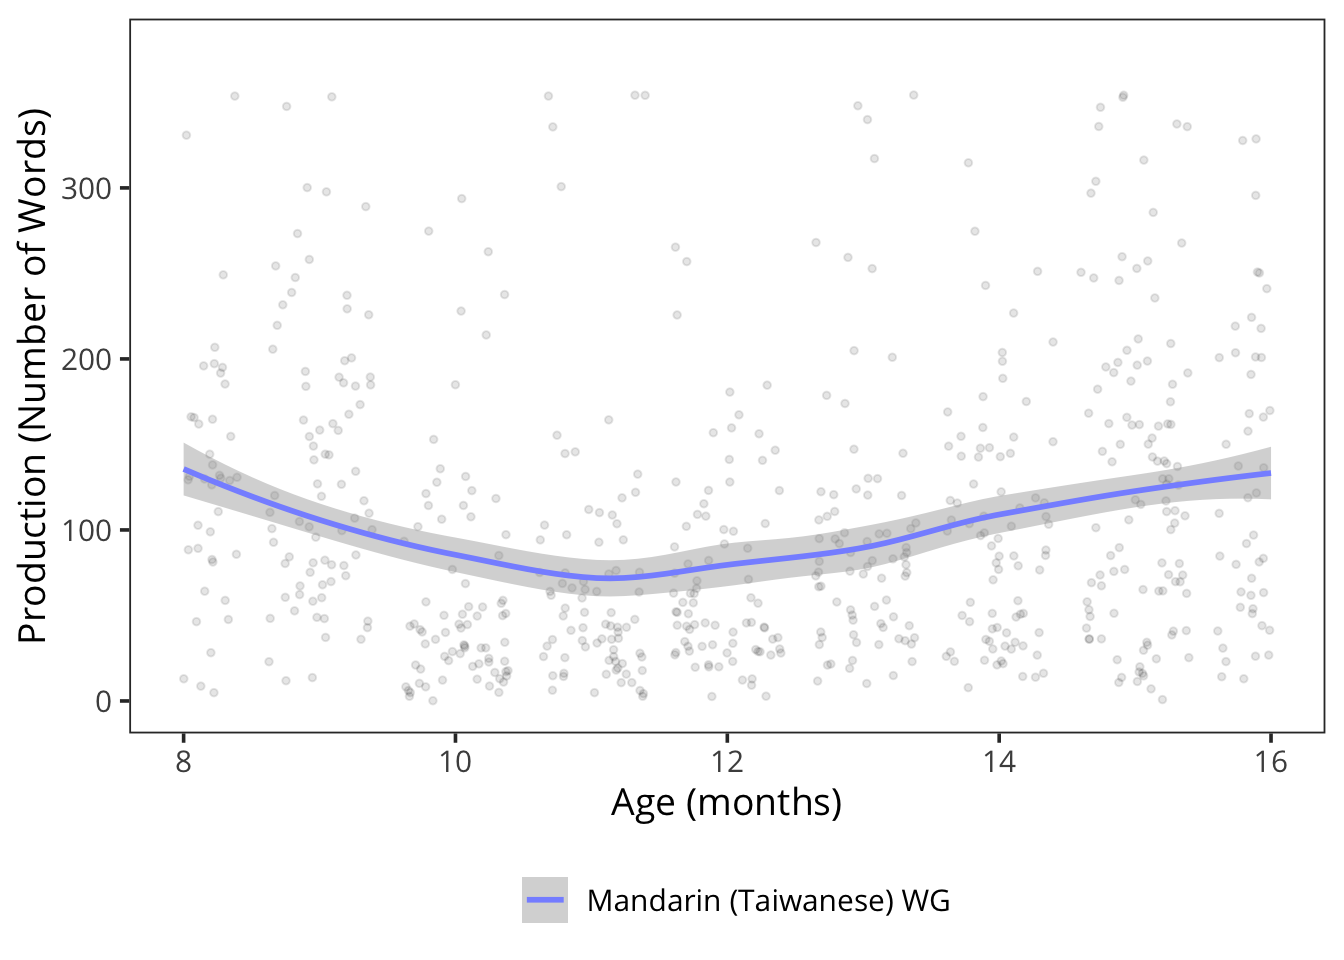 Production (Number of Words)
300
200
100
0
8 10 12 14 16
Age (months)
Mandarin (Taiwanese) WG